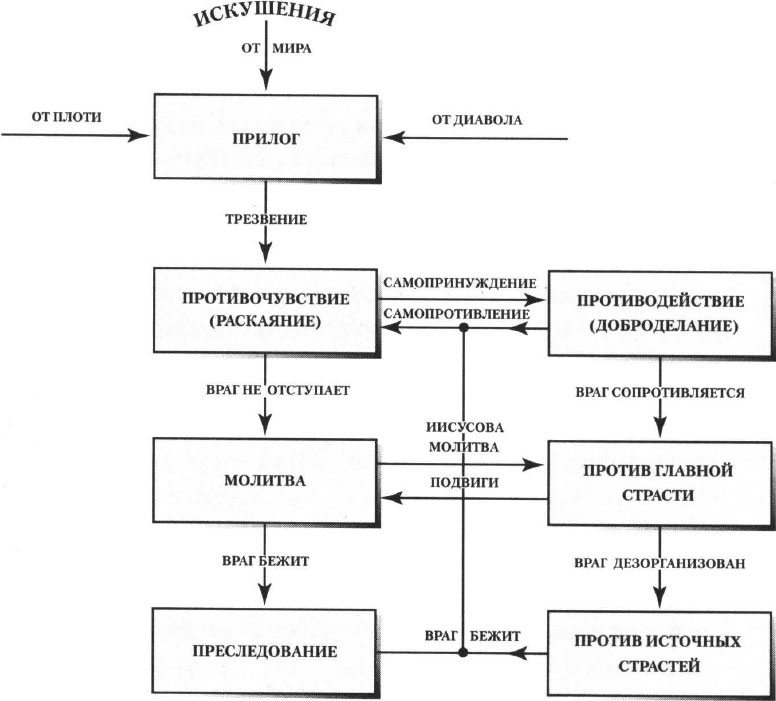 ИСКУШЕНИЯ
ОТ МИРА
ОТ ПЛОТИ
ОТ ДИАВОЛА
ПРИЛОГ
ТРЕЗВЕНИЕ
САМОПРИНУЖДЕНИЕ
ПРОТИВОЧУВСТВИЕ
(РАСКАЯНИЕ)
САМОПРОТИВЛЕНИЕ
ПРОТИВОДЕЙСТВИЕ
(ДОБРОДЕЛАНИЕ)
ВРАГ НЕ ОТСТУПАЕТ
ВРАГ СОПРОТИВЛЯЕТСЯ
ИИСУСОВА
МОЛИТВА
МОЛИТВА
ПОДВИГИ
ПРОТИВ ГЛАВНОЙ
СТРАСТИ
ВРАГ БЕЖИТ
ВРАГ ДЕЗОРГАНИЗОВАН
ПРЕСЛЕДОВАНИЕ
ВРАГ БЕЖИТ
ПРОТИВ ИСТОЧНЫХ
СТРАСТЕЙ